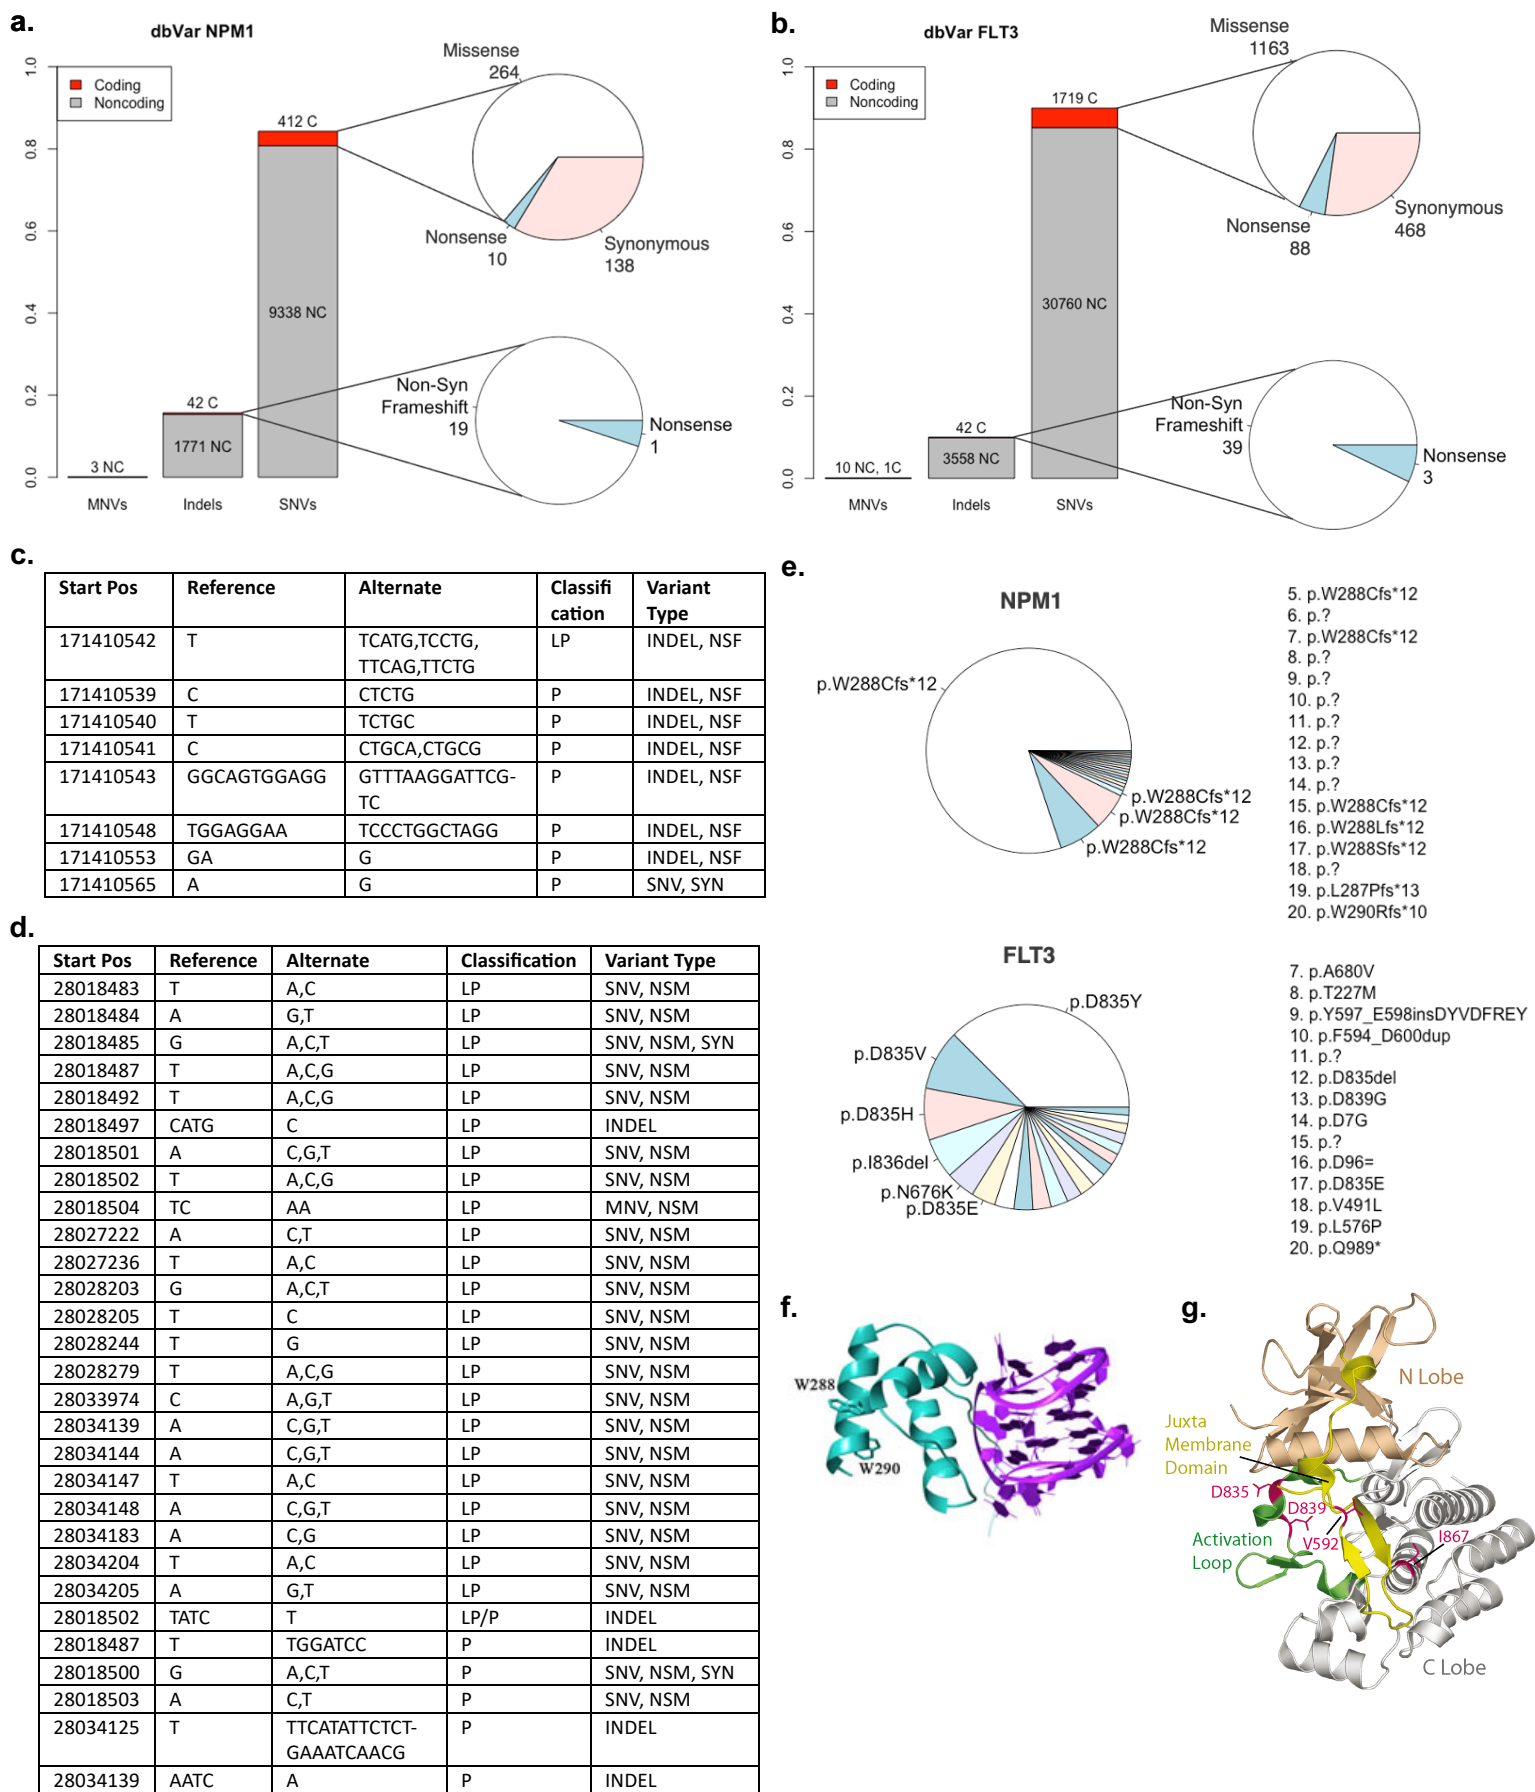 a.
dbVar NPM1
Coding
Noncoding
1.0
0.8
0.6
0.4
0.2
0.0
3 NC
42 C
1771 NC
412 C
9338 NC
MNVs
Indels
SNVs
Missense
264
Nonsense
10
Synonymous
138
Non-Syn
Frameshift
19
Nonsense
1
b.
dbVar FLT3
Coding
Noncoding
1.0
0.8
0.6
0.4
0.2
0.0
10 NC, 1C
42 C
3558 NC
1719 C
30760 NC
MNVs
Indels
SNVs
Missense
1163
Nonsense
88
Synonymous
468
Non-Syn
Frameshift
39
Nonsense
3
c.
Start Pos Reference Alternate Classifi Variant
cation Type
171410542 T TCATG,TCCTG, LP INDEL, NSF
TTCAG,TTCTG
171410539 C CTCTG P INDEL, NSF
171410540 T TCTGC P INDEL, NSF
171410541 C CTGCA,CTGCG P INDEL, NSF
171410543 GGCAGTGGAGG GTTTAAGGATTCG- P INDEL, NSF
TC
171410548 TGGAGGAA TCCCTGGCTAGG P INDEL, NSF
171410553 GA G P INDEL, NSF
171410565 A G P SNV, SYN
d.
Start Pos Reference Alternate Classification Variant Type
28018483 T A,C LP SNV, NSM
28018484 A G,T LP SNV, NSM
28018485 G A,C,T LP SNV, NSM, SYN
28018487 T A,C,G LP SNV, NSM
28018492 T A,C,G LP SNV, NSM
28018497 CATG C LP INDEL
28018501 A C,G,T LP SNV, NSM
28018502 T A,C,G LP SNV, NSM
28018504 TC AA LP MNV, NSM
28027222 A C,T LP SNV, NSM
28027236 T A,C LP SNV, NSM
28028203 G A,C,T LP SNV, NSM
28028205 T C LP SNV, NSM
28028244 T G LP SNV, NSM
28028279 T A,C,G LP SNV, NSM
28033974 C A,G,T LP SNV, NSM
28034139 A C,G,T LP SNV, NSM
28034144 A C,G,T LP SNV, NSM
28034147 T A,C LP SNV, NSM
28034148 A C,G,T LP SNV, NSM
28034183 A C,G LP SNV, NSM
28034204 T A,C LP SNV, NSM
28034205 A G,T LP SNV, NSM
28018502 TATC T LP/P INDEL
28018487 T TGGATCC P INDEL
28018500 G A,C,T P SNV, NSM, SYN
28018503 A C,T P SNV, NSM
28034125 T TTCATATTCTCT- P INDEL
GAAATCAACG
28034139 AATC A P INDEL
e.
NPM1
p.W288Cfs*12
p.W288Cfs*12
p.W288Cfs*12
p.W288Cfs*12
5. p.W288Cfs*12
6. p.?
7. p.W288Cfs*12
8. p.?
9. p.?
10. p.?
11. p.?
12. p.?
13. p.?
14. p.?
15. p.W288Cfs*12
16. p.W288Lfs*12
17. p.W288Sfs*12
18. p.?
19. p.L287Pfs*13
20. p.W290Rfs*10
FLT3
p.D835Y
p.D835V
p.D835H
p.I836del
p.N676K
p.D835E
7. p.A680V
8. p.T227M
9. p.Y597_E598insDYVDFREY
10. p.F594_D600dup
11. p.?
12. p.D835del
13. p.D839G
14. p.D7G
15. p.?
16. p.D96=
17. p.D835E
18. p.V491L
19. p.L576P
20. p.Q989*
f.
W288
W290
g.
N Lobe
Juxta
Membrane
Domain
D835
D839
V592
I867
Activation
Loop
C Lobe